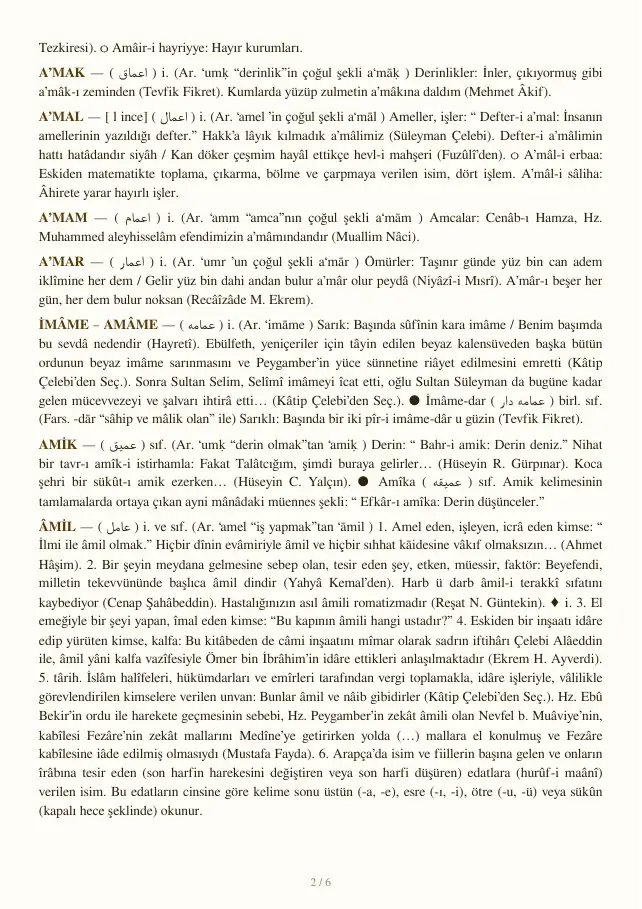 Tezkiresi). ᴑ Amâir-i hayriyye: Hayır kurumları.
A’MAK — ( اعماق ) i. (Ar. ‘umḳ “derinlik”in çoğul şekli a‘māḳ ) Derinlikler: İnler, çıkıyormuş gibi
a’mâk-ı zeminden (Tevfik Fikret). Kumlarda yüzüp zulmetin a’mâkına daldım (Mehmet Âkif).
A’MAL — [ l ince] ( اعمال ) i. (Ar. ‘amel ’in çoğul şekli a‘māl ) Ameller, işler: “ Defter-i a’mal: İnsanın
amellerinin yazıldığı defter.” Hakk’a lâyık kılmadık a’mâlimiz (Süleyman Çelebi). Defter-i a’mâlimin
hattı hatâdandır siyâh / Kan döker çeşmim hayâl ettikçe hevl-i mahşeri (Fuzûlî’den). ᴑ A’mâl-i erbaa:
Eskiden matematikte toplama, çıkarma, bölme ve çarpmaya verilen isim, dört işlem. A’mâl-i sâliha:
Âhirete yarar hayırlı işler.
A’MAM — ( اعمام ) i. (Ar. ‘amm “amca”nın çoğul şekli a‘mām ) Amcalar: Cenâb-ı Hamza, Hz.
Muhammed aleyhisselâm efendimizin a’mâmındandır (Muallim Nâci).
A’MAR — ( اعمار ) i. (Ar. ‘umr ’un çoğul şekli a‘mār ) Ömürler: Taşınır günde yüz bin can adem
iklîmine her dem / Gelir yüz bin dahi andan bulur a’mâr olur peydâ (Niyâzî-i Mısrî). A’mâr-ı beşer her
gün, her dem bulur noksan (Recâîzâde M. Ekrem).
İMÂME – AMÂME — ( عمامه ) i. (Ar. ‘imāme ) Sarık: Başında sûfînin kara imâme / Benim başımda
bu sevdâ nedendir (Hayretî). Ebülfeth, yeniçeriler için tâyin edilen beyaz kalensüveden başka bütün
ordunun beyaz imâme sarınmasını ve Peygamber’in yüce sünnetine riâyet edilmesini emretti (Kâtip
Çelebi’den Seç.). Sonra Sultan Selim, Selîmî imâmeyi îcat etti, oğlu Sultan Süleyman da bugüne kadar
gelen mücevvezeyi ve şalvarı ihtirâ etti… (Kâtip Çelebi’den Seç.). ● İmâme-dar ( عمامه دار ) birl. sıf.
(Fars. -dār “sâhip ve mâlik olan” ile) Sarıklı: Başında bir iki pîr-i imâme-dâr u güzin (Tevfik Fikret).
AMİK — ( عميق ) sıf. (Ar. ‘umḳ “derin olmak”tan ‘amіḳ ) Derin: “ Bahr-i amik: Derin deniz.” Nihat
bir tavr-ı amîk-i istirhamla: Fakat Talâtcığım, şimdi buraya gelirler… (Hüseyin R. Gürpınar). Koca
şehri bir sükût-ı amik ezerken… (Hüseyin C. Yalçın). ● Amîka ( عميقه ) sıf. Amik kelimesinin
tamlamalarda ortaya çıkan ayni mânâdaki müennes şekli: “ Efkâr-ı amîka: Derin düşünceler.”
ÂMİL — ( عامل ) i. ve sıf. (Ar. ‘amel “iş yapmak”tan ‘āmil ) 1. Amel eden, işleyen, icrâ eden kimse: “
İlmi ile âmil olmak.” Hiçbir dînin evâmiriyle âmil ve hiçbir sıhhat kāidesine vâkıf olmaksızın… (Ahmet
Hâşim). 2. Bir şeyin meydana gelmesine sebep olan, tesir eden şey, etken, müessir, faktör: Beyefendi,
milletin tekevvününde başlıca âmil dindir (Yahyâ Kemal’den). Harb ü darb âmil-i terakkî sıfatını
kaybediyor (Cenap Şahâbeddin). Hastalığınızın asıl âmili romatizmadır (Reşat N. Güntekin). ♦ i. 3. El
emeğiyle bir şeyi yapan, îmal eden kimse: “Bu kapının âmili hangi ustadır?” 4. Eskiden bir inşaatı idâre
edip yürüten kimse, kalfa: Bu kitâbeden de câmi inşaatını mîmar olarak sadrın iftihârı Çelebi Alâeddin
ile, âmil yâni kalfa vazîfesiyle Ömer bin İbrâhim’in idâre ettikleri anlaşılmaktadır (Ekrem H. Ayverdi).
5. târih. İslâm halîfeleri, hükümdarları ve emîrleri tarafından vergi toplamakla, idâre işleriyle, vâlilikle
görevlendirilen kimselere verilen unvan: Bunlar âmil ve nâib gibidirler (Kâtip Çelebi’den Seç.). Hz. Ebû
Bekir’in ordu ile harekete geçmesinin sebebi, Hz. Peygamber’in zekât âmili olan Nevfel b. Muâviye’nin,
kabîlesi Fezâre’nin zekât mallarını Medîne’ye getirirken yolda (…) mallara el konulmuş ve Fezâre
kabîlesine iâde edilmiş olmasıydı (Mustafa Fayda). 6. Arapça’da isim ve fiillerin başına gelen ve onların
îrâbına tesir eden (son harfin harekesini değiştiren veya son harfi düşüren) edatlara (hurûf-i maânî)
verilen isim. Bu edatların cinsine göre kelime sonu üstün (-a, -e), esre (-ı, -i), ötre (-u, -ü) veya sükûn
(kapalı hece şeklinde) okunur.
2 / 6